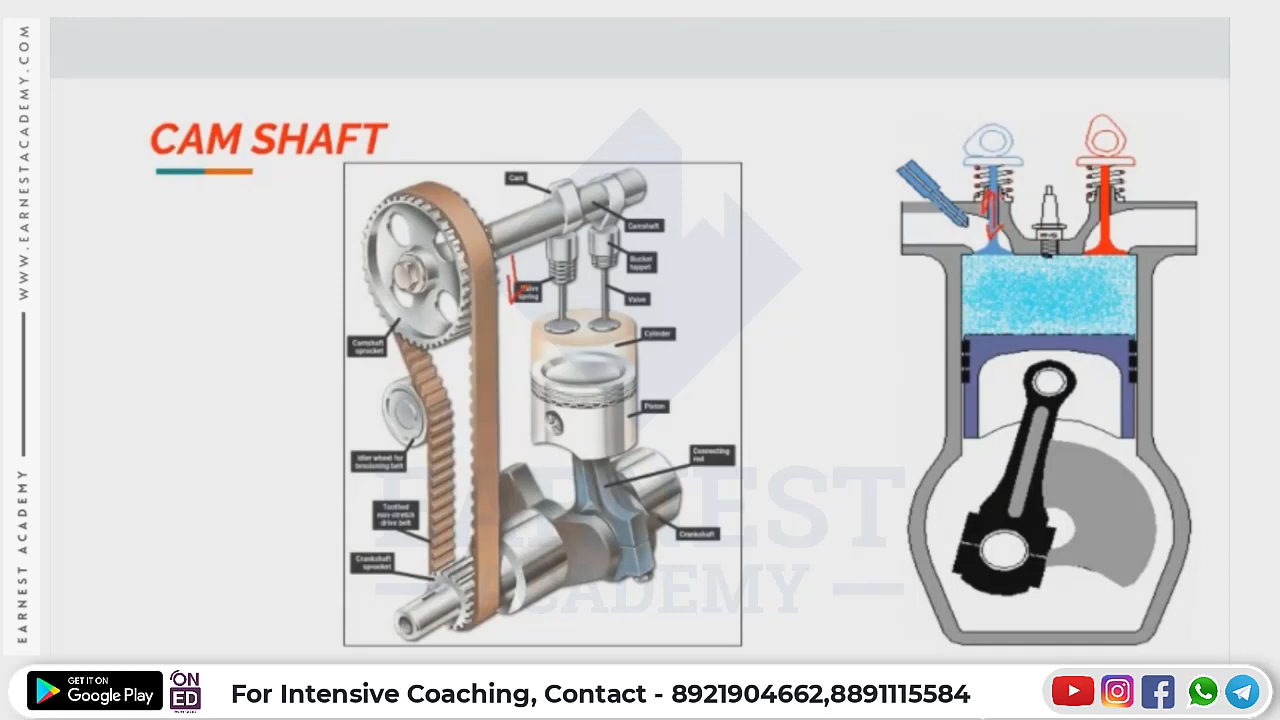 WWW.EARNESTACADEMY.COM
EARNEST ACADEMY
CAM SHAFT
Cam
Camshaft
Bucket
tappet
Valve
spring
Valve
Cylinder
Camshaft
sprocket
Piston
Idler wheel for
tensioning belt
Connecting
rod
Toothed
non-stretch
drive belt
Crankshaft
Crankshaft
sprocket
EARNEST
ACADEMY
GET IT ON
Google Play
ON
ED
For Intensive Coaching, Contact - 8921904662,8891115584